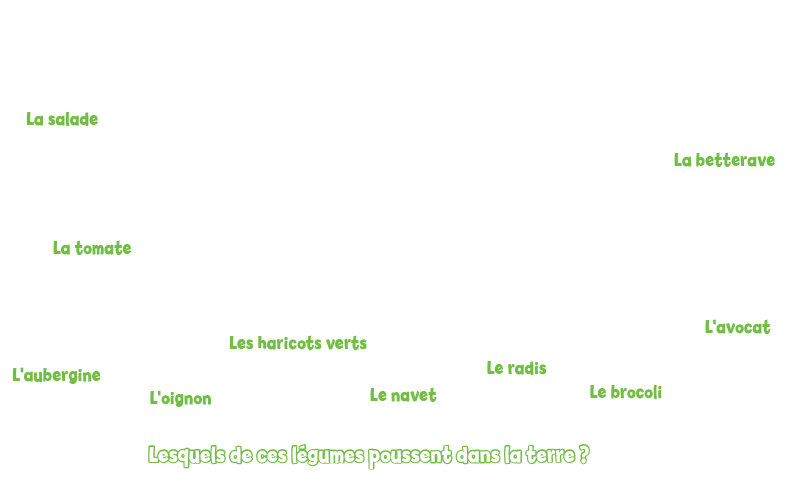 La salade
La betterave
La tomate
L'avocat
Les haricots verts
Le radis
L'aubergine
Le brocoli
L'oignon
Le navet
Lesquels de ces légumes poussent dans la terre ?